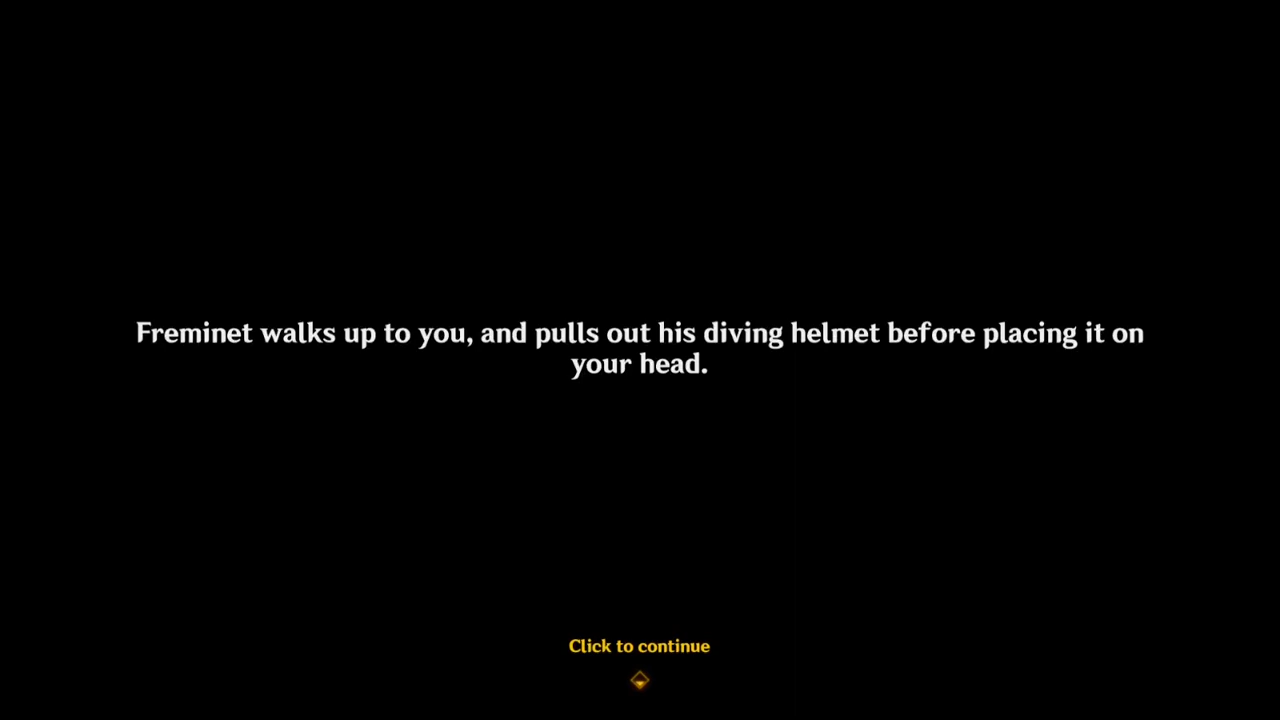 Freminet walks up to you, and pulls out his diving helmet before placing it on
your head.
Click to continue